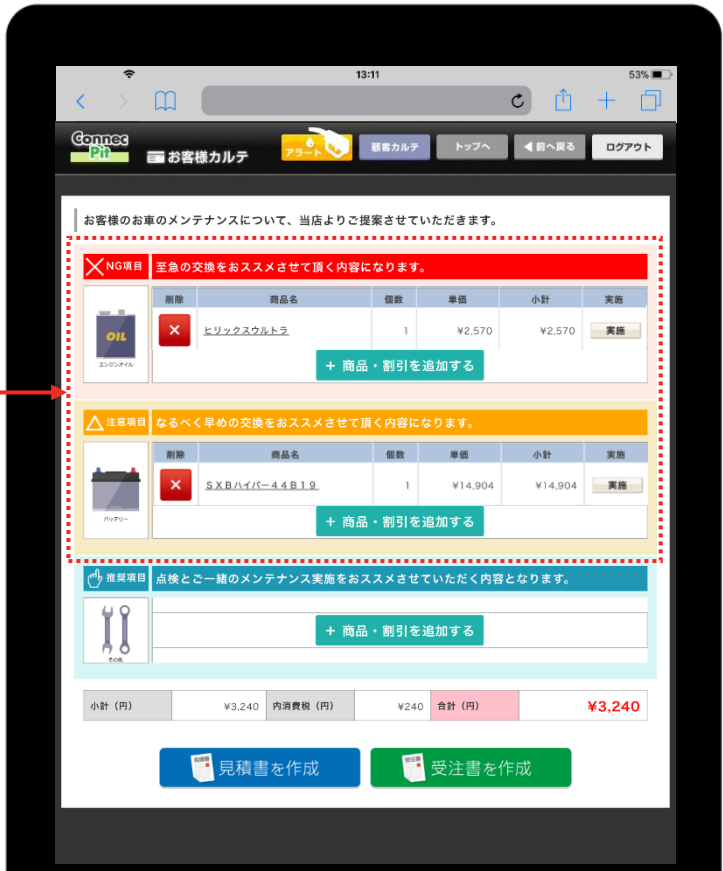 13:11
53%
Connec
Pit
お客様カルテ
アラート
顧客カルテ
トップへ
前へ戻る
ログアウト
お客様のお車のメンテナンスについて、当店よりご提案させていただきます。
NG項目 至急の交換をおススメさせて頂く内容になります。
削除 商品名 個数 単価 小計 実施
OIL
エンジンオイル
× ヒリックスウルトラ 1 ¥2,570 ¥2,570 実施
+ 商品・割引を追加する
注意項目 なるべく早めの交換をおススメさせて頂く内容になります。
削除 商品名 個数 単価 小計 実施
バッテリー
× SXBハイパー44B19 1 ¥14,904 ¥14,904 実施
+ 商品・割引を追加する
推奨項目 点検とご一緒のメンテナンス実施をおススメさせていただく内容となります。
その他
+ 商品・割引を追加する
小計(円) ¥3,240 内消費税(円) ¥240 合計(円) ¥3,240
見積書 見積書を作成
受注書 受注書を作成